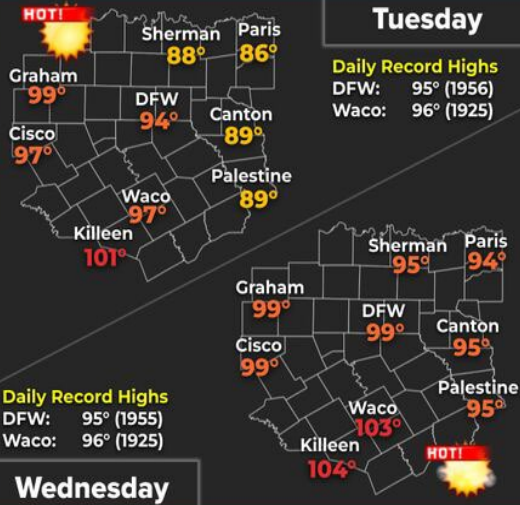 HOT!
Tuesday
Sherman
88°
Paris
86°
Graham
99°
DFW
94°
Canton
89°
Cisco
97°
Palestine
89°
Waco
97°
Killeen
101°
Daily Record Highs
DFW: 95° (1956)
Waco: 96° (1925)
Sherman
95°
Paris
94°
Graham
99°
DFW
99°
Canton
95°
Cisco
99°
Palestine
95°
Waco
103°
Killeen
104°
HOT!
Daily Record Highs
DFW: 95° (1955)
Waco: 96° (1925)
Wednesday